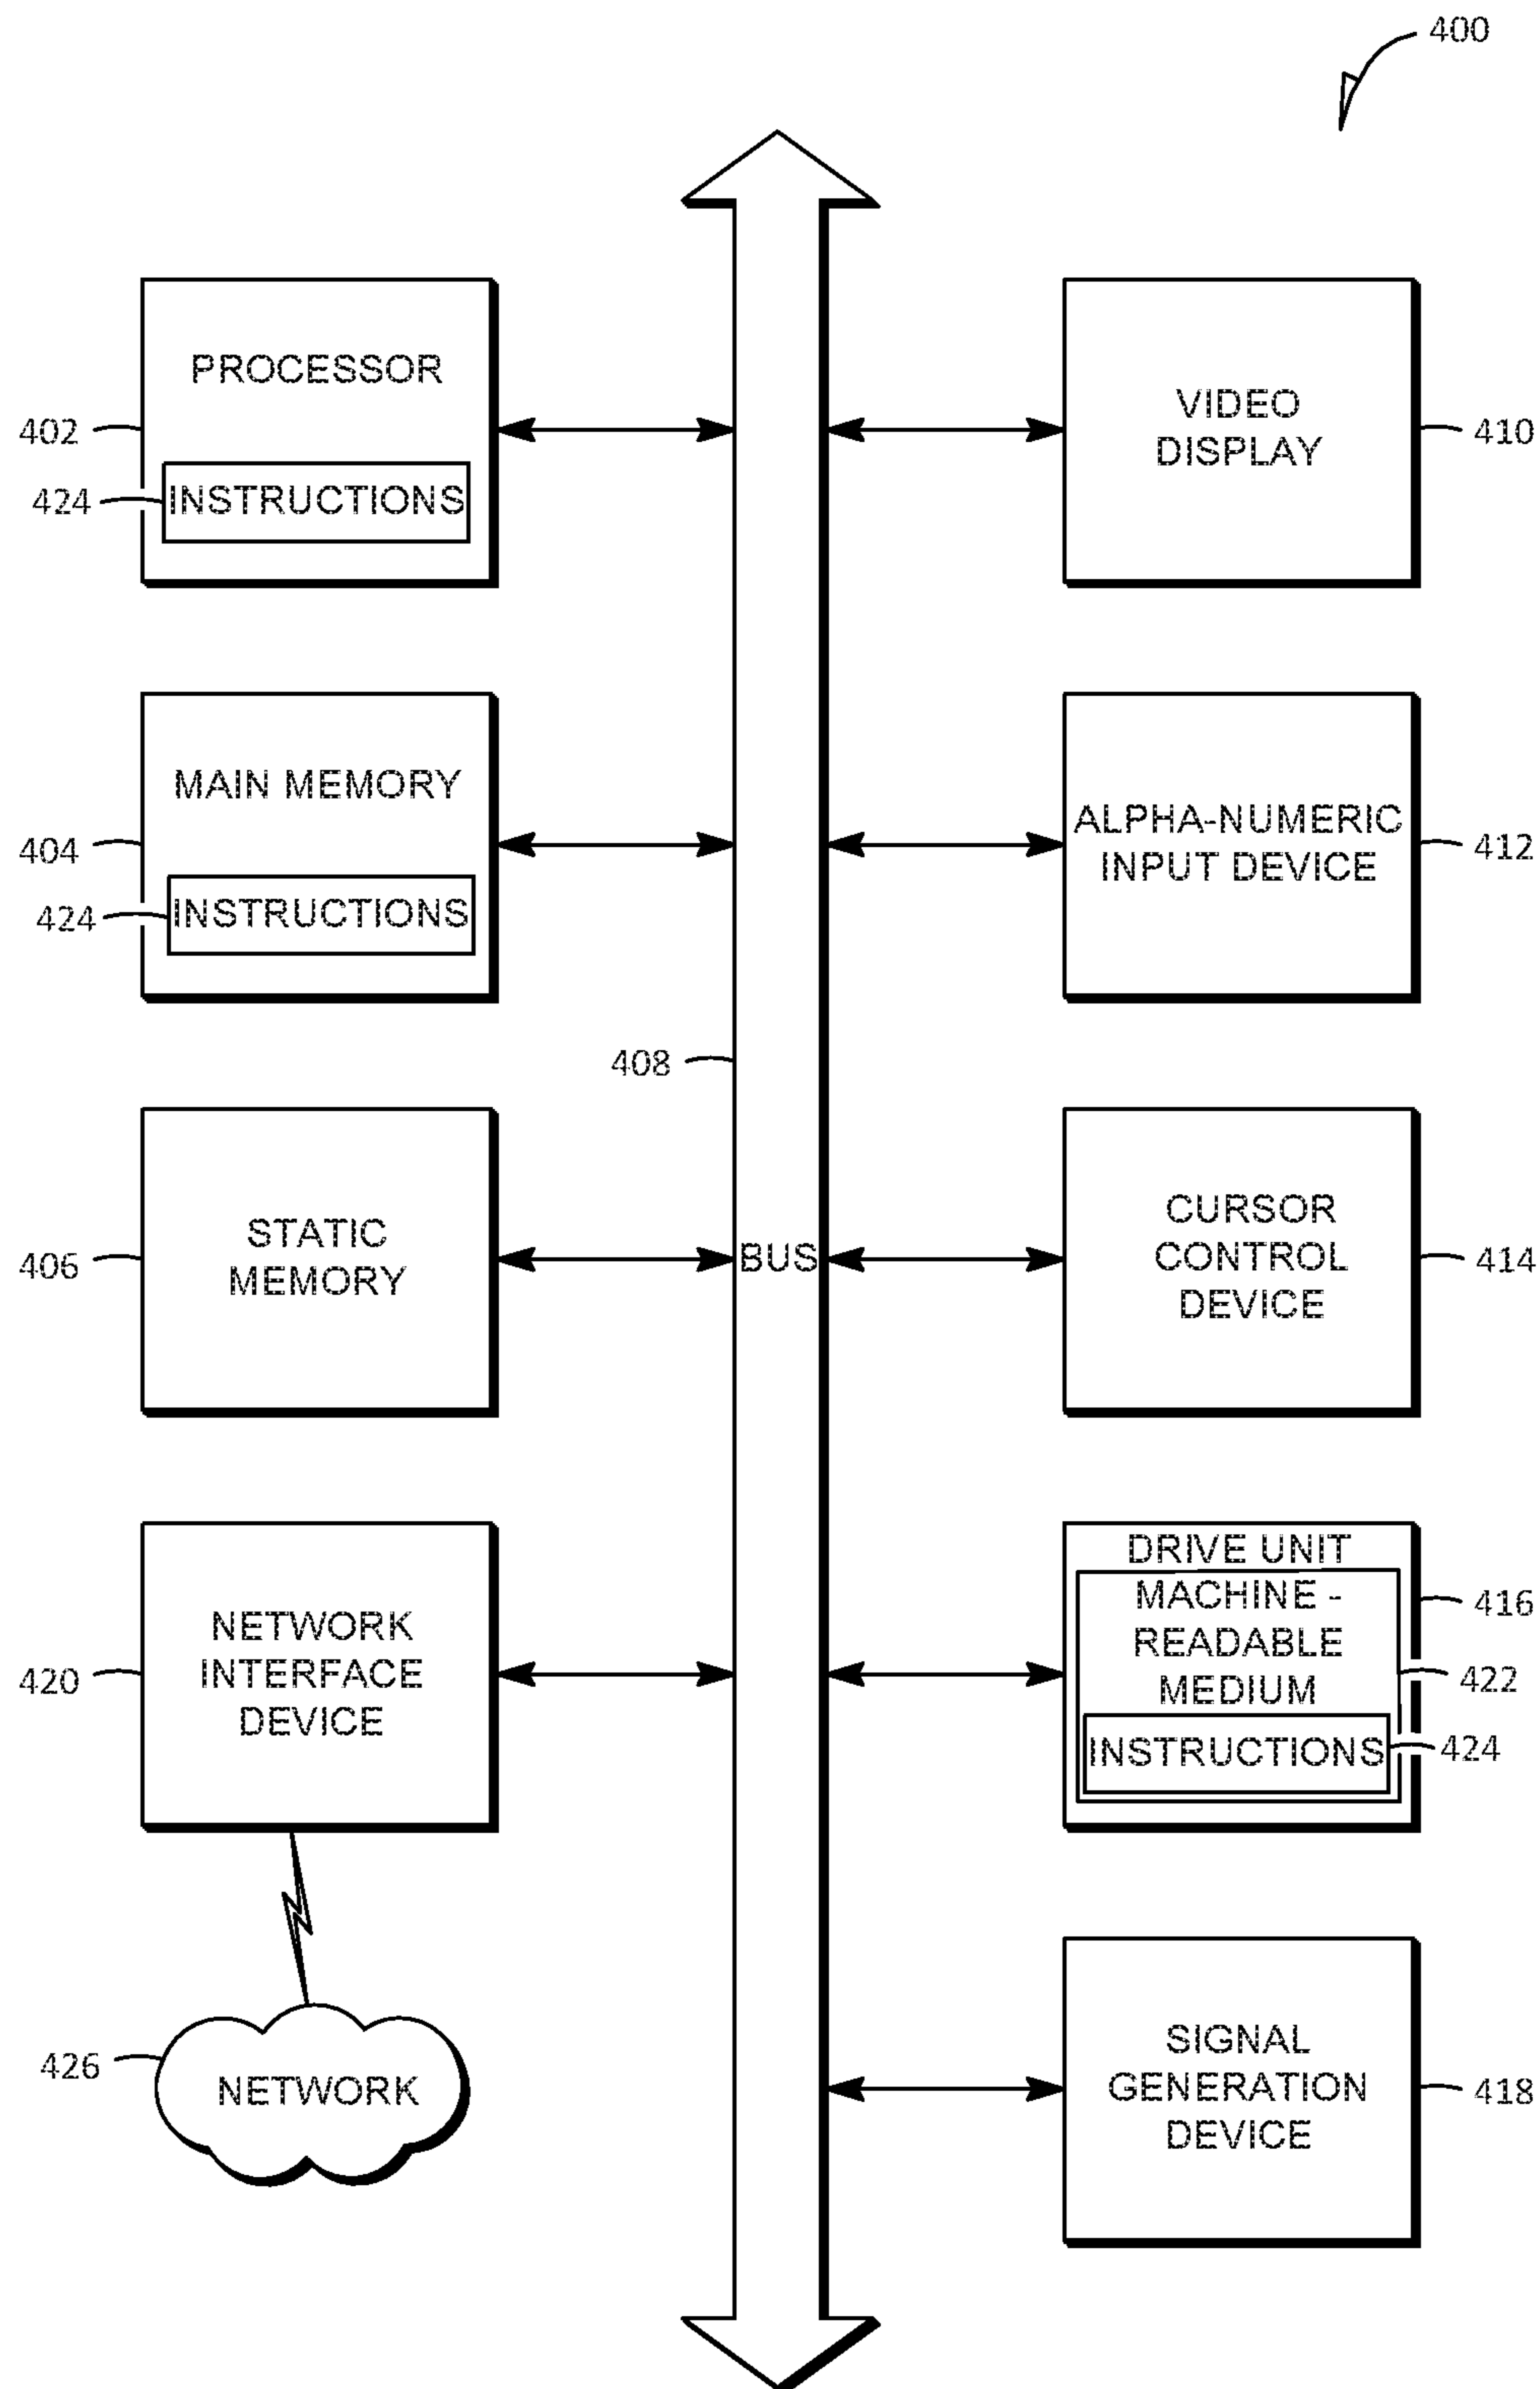 400
PROCESSOR
402
424
INSTRUCTIONS
VIDEO
DISPLAY
410
MAIN MEMORY
404
424
INSTRUCTIONS
ALPHA-NUMERIC
INPUT DEVICE
412
408
BUS
STATIC
MEMORY
406
CURSOR
CONTROL
DEVICE
414
NETWORK
INTERFACE
DEVICE
420
DRIVE UNIT
MACHINE -
READABLE
MEDIUM
INSTRUCTIONS
416
422
424
426
NETWORK
SIGNAL
GENERATION
DEVICE
418